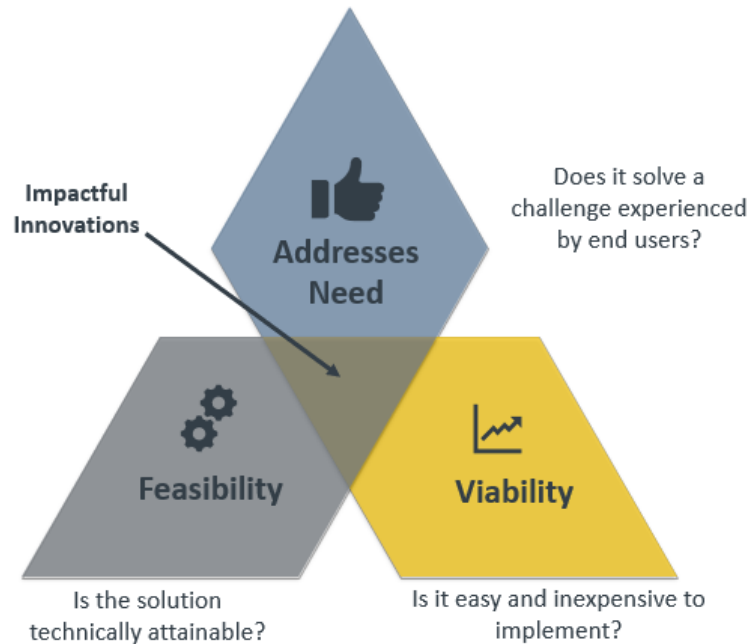 Impactful
Innovations
Addresses
Need
Does it solve a
challenge experienced
by end users?
Feasibility
Viability
Is the solution
technically attainable?
Is it easy and inexpensive to
implement?